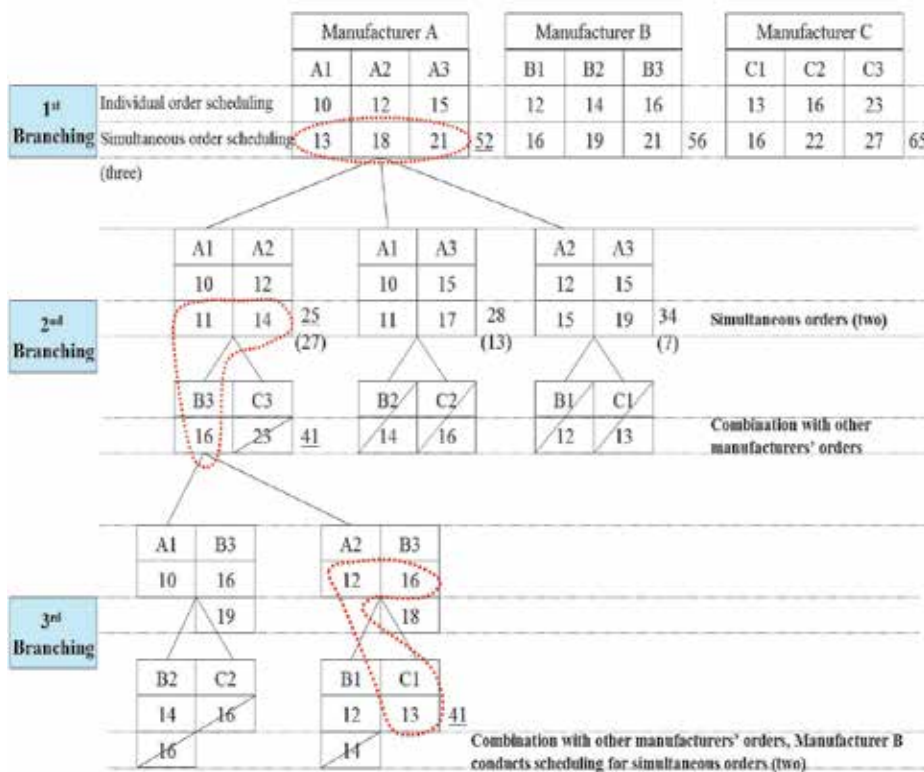 Manufacturer A Manufacturer B Manufacturer C
A1 A2 A3 B1 B2 B3 C1 C2 C3
1st Branching
Individual order scheduling 10 12 15 12 14 16 13 16 23
Simultaneous order scheduling 13 18 21 52 16 19 21 56 16 22 27 65
(three)
A1 A2 A1 A3 A2 A3
10 12 10 15 12 15
2nd Branching
11 14 25 11 17 28 15 19 34 Simultaneous orders (two)
(27) (13) (7)
B3 C3 B2 C2 B1 C1
16 23 41 14 16 12 13 Combination with other
manufacturers' orders
A1 B3 A2 B3
10 16 12 16
3rd Branching
19 18
B2 C2 B1 C1
14 16 12 13 41
16 14 Combination with other manufacturers' orders, Manufacturer B
conducts scheduling for simultaneous orders (two)